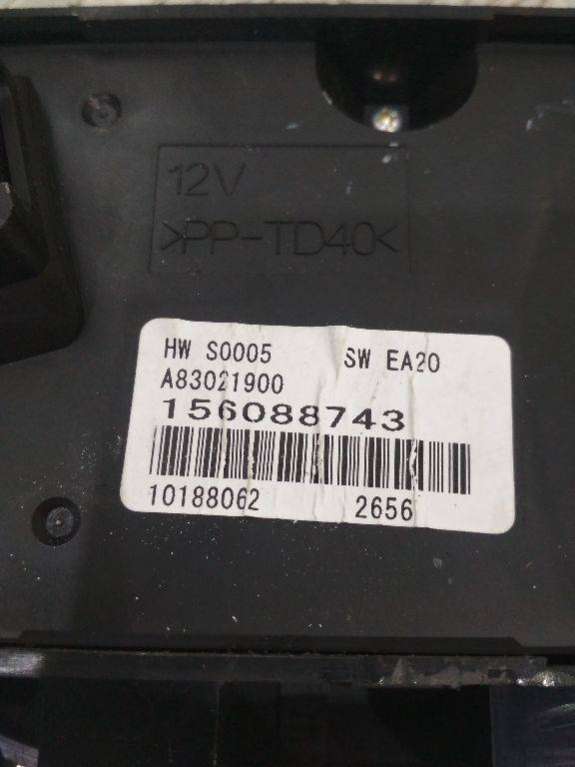 12V
>PP-TD40<
HW S0005 SW EA20
A83021900
156088743
10188062 2656